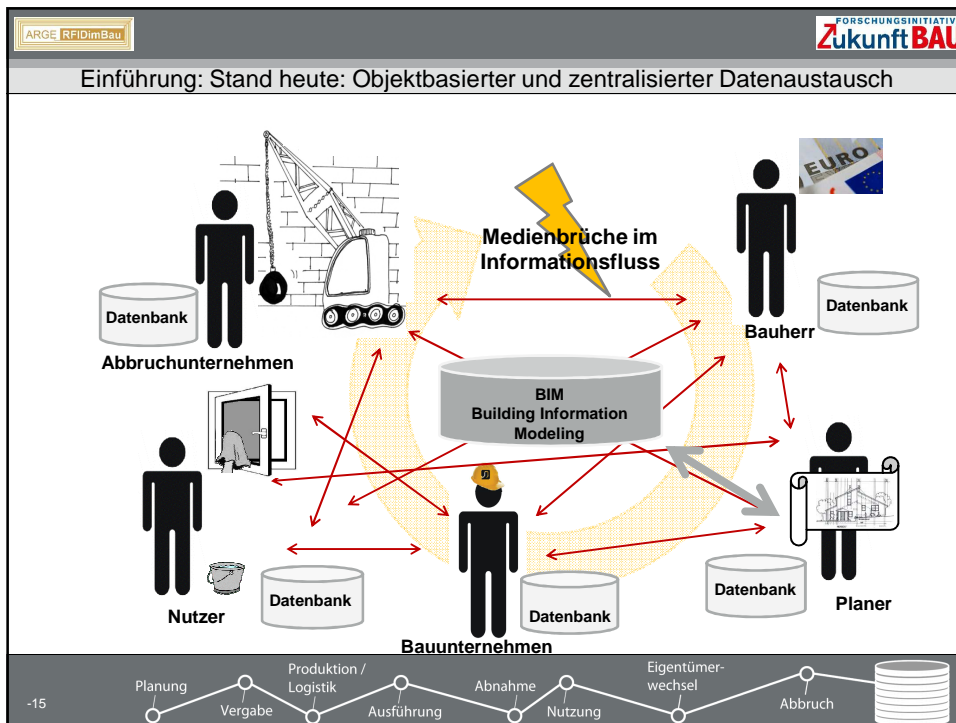 ARGE RFIDimBau
FORSCHUNGSINITIATIV
Zukunft BAU
Einführung: Stand heute: Objektbasierter und zentralisierter Datenaustausch
EURO
Medienbrüche im
Informationsfluss
Datenbank
Abbruchunternehmen
Datenbank
Bauherr
BIM
Building Information
Modeling
Datenbank
Nutzer
Datenbank
Bauunternehmen
Datenbank
Planer
-15
Planung
Vergabe
Produktion /
Logistik
Ausführung
Abnahme
Nutzung
Eigentümer-
wechsel
Abbruch